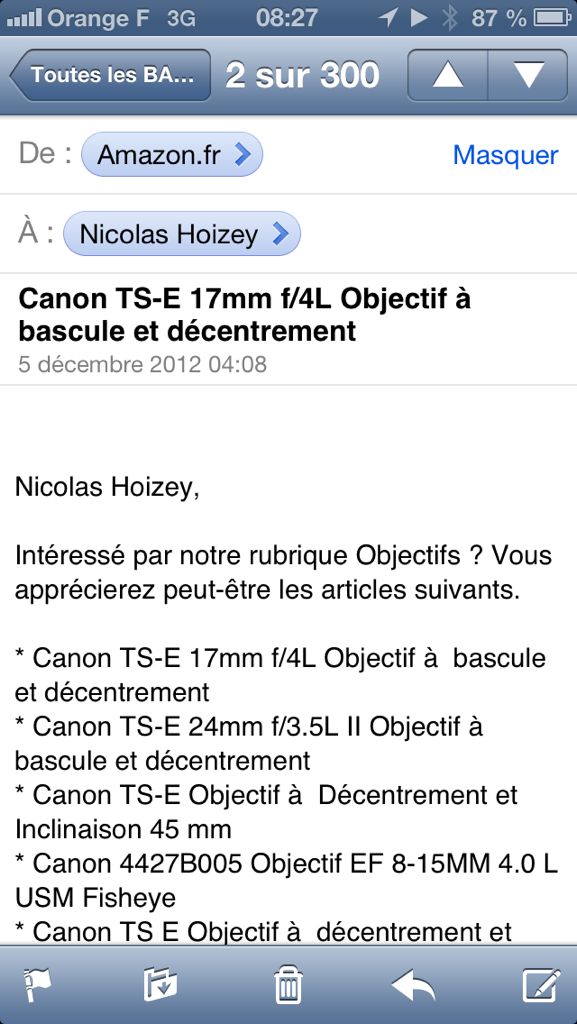 Orange F 3G 08:27 87 %
Toutes les BA... 2 sur 300
De : Amazon.fr Masquer
À : Nicolas Hoizey
Canon TS-E 17mm f/4L Objectif à
bascule et décentrement
5 décembre 2012 04:08
Nicolas Hoizey,
Intéressé par notre rubrique Objectifs ? Vous
apprécierez peut-être les articles suivants.
* Canon TS-E 17mm f/4L Objectif à  bascule
et décentrement
* Canon TS-E 24mm f/3.5L II Objectif à
bascule et décentrement
* Canon TS-E Objectif à  Décentrement et
Inclinaison 45 mm
* Canon 4427B005 Objectif EF 8-15MM 4.0 L
USM Fisheye
* Canon TS E Objectif à  décentrement et